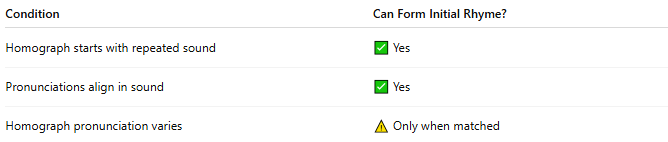 Condition Can Form Initial Rhyme?
Homograph starts with repeated sound ✅ Yes
Pronunciations align in sound ✅ Yes
Homograph pronunciation varies ⚠️ Only when matched